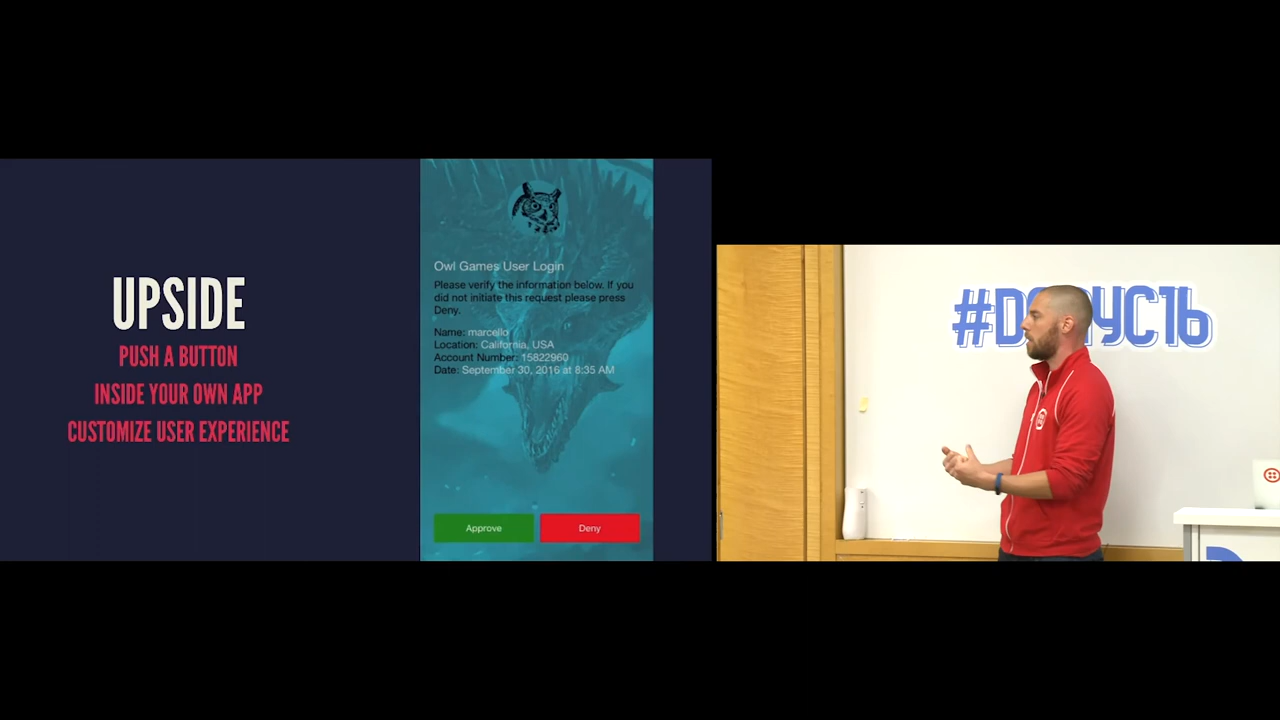 UPSIDE
PUSH A BUTTON
INSIDE YOUR OWN APP
CUSTOMIZE USER EXPERIENCE
Owl Games User Login
Please verify the information below. If you
did not initiate this request please press
Deny.
Name: marcello
Location: California, USA
Account Number: 15822960
Date: September 30, 2016 at 8:35 AM
Approve
Deny